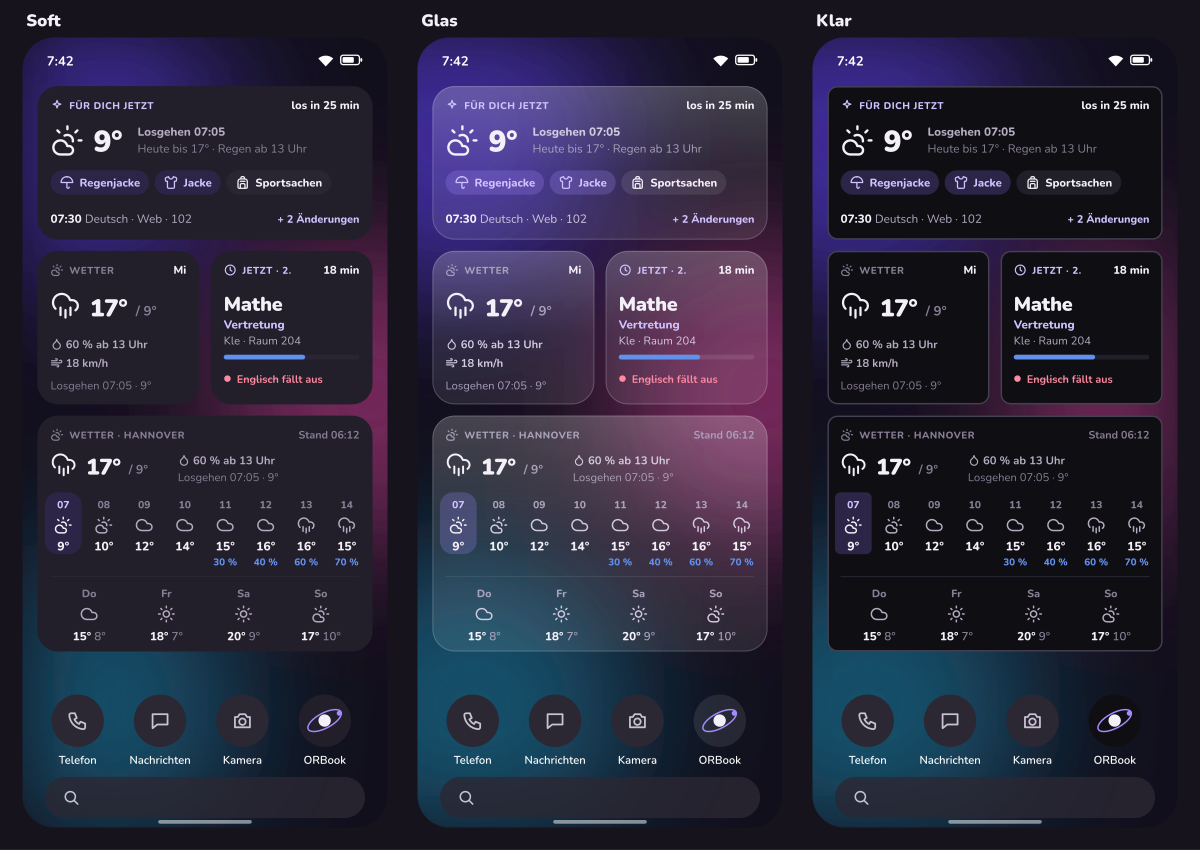 Soft
7:42
FÜR DICH JETZT
los in 25 min
9°
Losgehen 07:05
Heute bis 17° · Regen ab 13 Uhr
Regenjacke
Jacke
Sportsachen
07:30 Deutsch · Web · 102
+ 2 Änderungen
WETTER
Mi
17° / 9°
60 % ab 13 Uhr
18 km/h
Losgehen 07:05 · 9°
JETZT · 2.
18 min
Mathe
Vertretung
Kle · Raum 204
Englisch fällt aus
WETTER · HANNOVER
Stand 06:12
17° / 9°
60 % ab 13 Uhr
Losgehen 07:05 · 9°
07 08 09 10 11 12 13 14
9° 10° 12° 14° 15° 16° 16° 15°
30 % 40 % 60 % 70 %
Do Fr Sa So
15° 8° 18° 7° 20° 9° 17° 10°
Telefon
Nachrichten
Kamera
ORBook
Glas
7:42
FÜR DICH JETZT
los in 25 min
9°
Losgehen 07:05
Heute bis 17° · Regen ab 13 Uhr
Regenjacke
Jacke
Sportsachen
07:30 Deutsch · Web · 102
+ 2 Änderungen
WETTER
Mi
17° / 9°
60 % ab 13 Uhr
18 km/h
Losgehen 07:05 · 9°
JETZT · 2.
18 min
Mathe
Vertretung
Kle · Raum 204
Englisch fällt aus
WETTER · HANNOVER
Stand 06:12
17° / 9°
60 % ab 13 Uhr
Losgehen 07:05 · 9°
07 08 09 10 11 12 13 14
9° 10° 12° 14° 15° 16° 16° 15°
30 % 40 % 60 % 70 %
Do Fr Sa So
15° 8° 18° 7° 20° 9° 17° 10°
Telefon
Nachrichten
Kamera
ORBook
Klar
7:42
FÜR DICH JETZT
los in 25 min
9°
Losgehen 07:05
Heute bis 17° · Regen ab 13 Uhr
Regenjacke
Jacke
Sportsachen
07:30 Deutsch · Web · 102
+ 2 Änderungen
WETTER
Mi
17° / 9°
60 % ab 13 Uhr
18 km/h
Losgehen 07:05 · 9°
JETZT · 2.
18 min
Mathe
Vertretung
Kle · Raum 204
Englisch fällt aus
WETTER · HANNOVER
Stand 06:12
17° / 9°
60 % ab 13 Uhr
Losgehen 07:05 · 9°
07 08 09 10 11 12 13 14
9° 10° 12° 14° 15° 16° 16° 15°
30 % 40 % 60 % 70 %
Do Fr Sa So
15° 8° 18° 7° 20° 9° 17° 10°
Telefon
Nachrichten
Kamera
ORBook